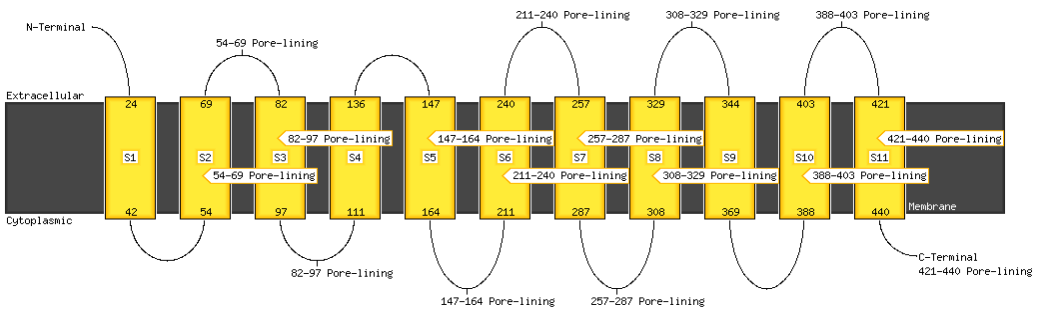 211-240 Pore-lining
308-329 Pore-lining
388-403 Pore-lining
N-Terminal
54-69 Pore-lining
Extracellular
24
69
82
136
147
240
257
329
344
403
421
82-97 Pore-lining
147-164 Pore-lining
257-287 Pore-lining
421-440 Pore-lining
S1
S2
S3
S4
S5
S6
S7
S8
S9
S10
S11
54-69 Pore-lining
211-240 Pore-lining
308-329 Pore-lining
388-403 Pore-lining
Membrane
42
54
97
111
164
211
287
308
369
388
440
Cytoplasmic
C-Terminal
421-440 Pore-lining
82-97 Pore-lining
147-164 Pore-lining
257-287 Pore-lining